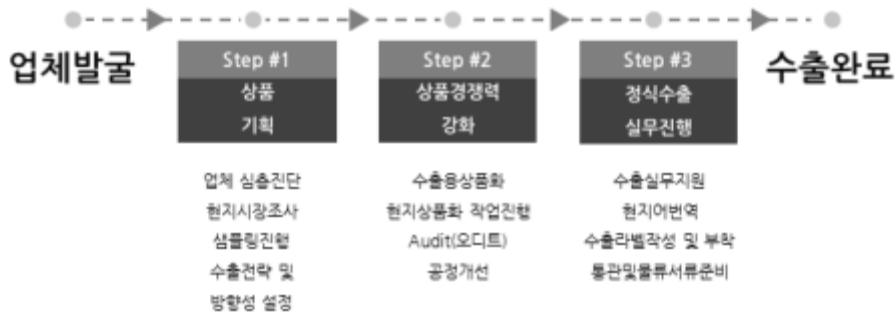 업체발굴
Step #1
상품
기획
업체 심층진단
현지시장조사
샘플링진행
수출전략 및
방향성 설정
Step #2
상품경쟁력
강화
수출용상품화
현지상품화 작업진행
Audit(오디트)
공정개선
Step #3
정식수출
실무진행
수출실무지원
현지어번역
수출라벨작성 및 부착
통관및물류서류준비
수출완료